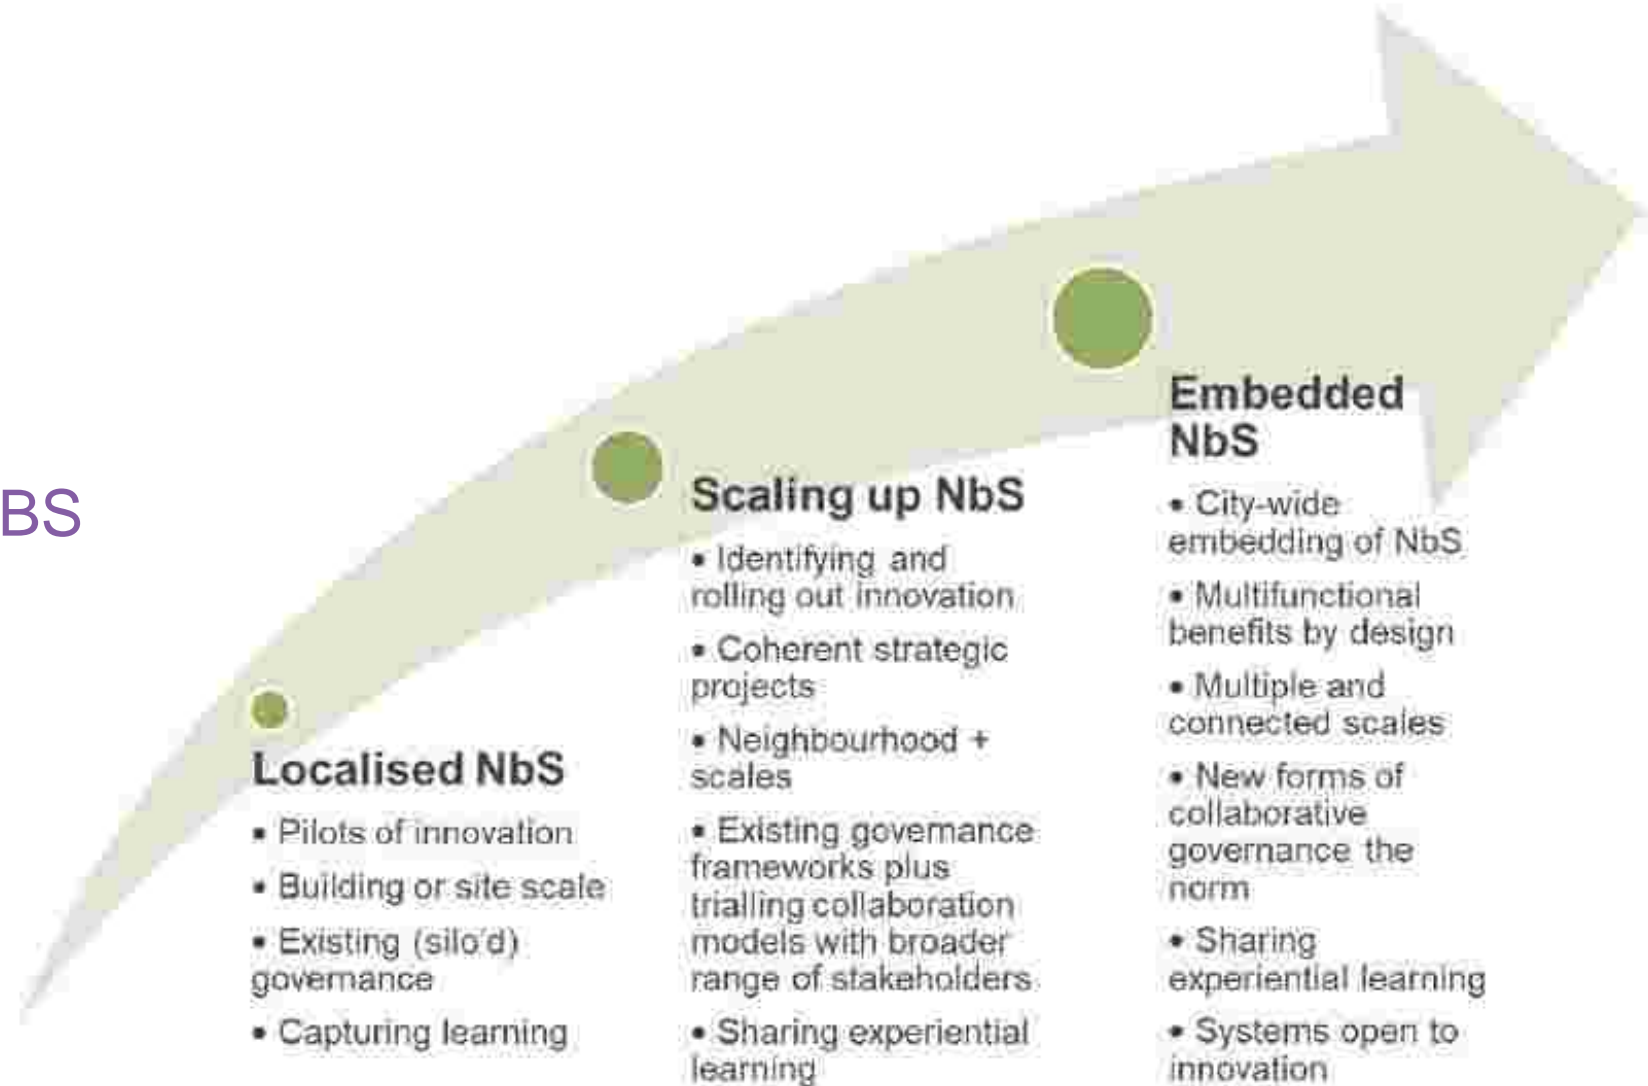 BS
Localised NbS
• Pilots of innovation
• Building or site scale
• Existing (silo'd)
governance
• Capturing learning
Scaling up NbS
• Identifying and
rolling out innovation
• Coherent strategic
projects
• Neighbourhood +
scales
• Existing governance
frameworks plus
trialling collaboration
models with broader
range of stakeholders
• Sharing experiential
learning
Embedded
NbS
• City-wide
embedding of NbS
• Multifunctional
benefits by design
• Multiple and
connected scales
• New forms of
collaborative
governance the
norm
• Sharing
experiential learning
• Systems open to
innovation